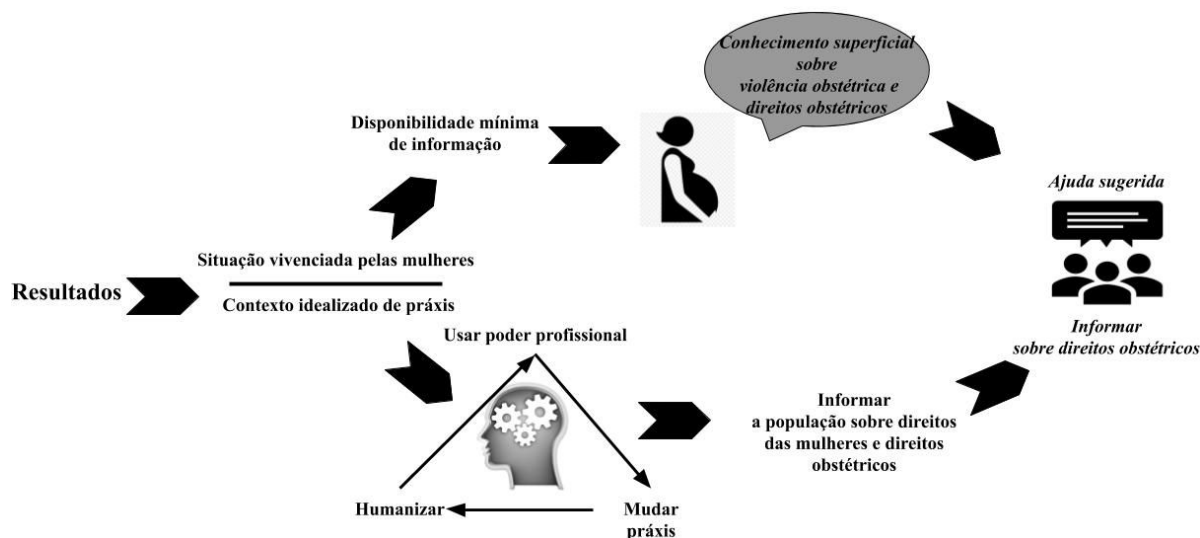 Conhecimento superficial
sobre
violência obstétrica e
direitos obstétricos
Disponibilidade mínima
de informação
Ajuda sugerida
Situação vivenciada pelas mulheres
Resultados
Contexto idealizado de práxis
Usar poder profissional
Informar
sobre direitos obstétricos
Informar
a população sobre direitos
das mulheres e direitos
obstétricos
Humanizar
Mudar
práxis